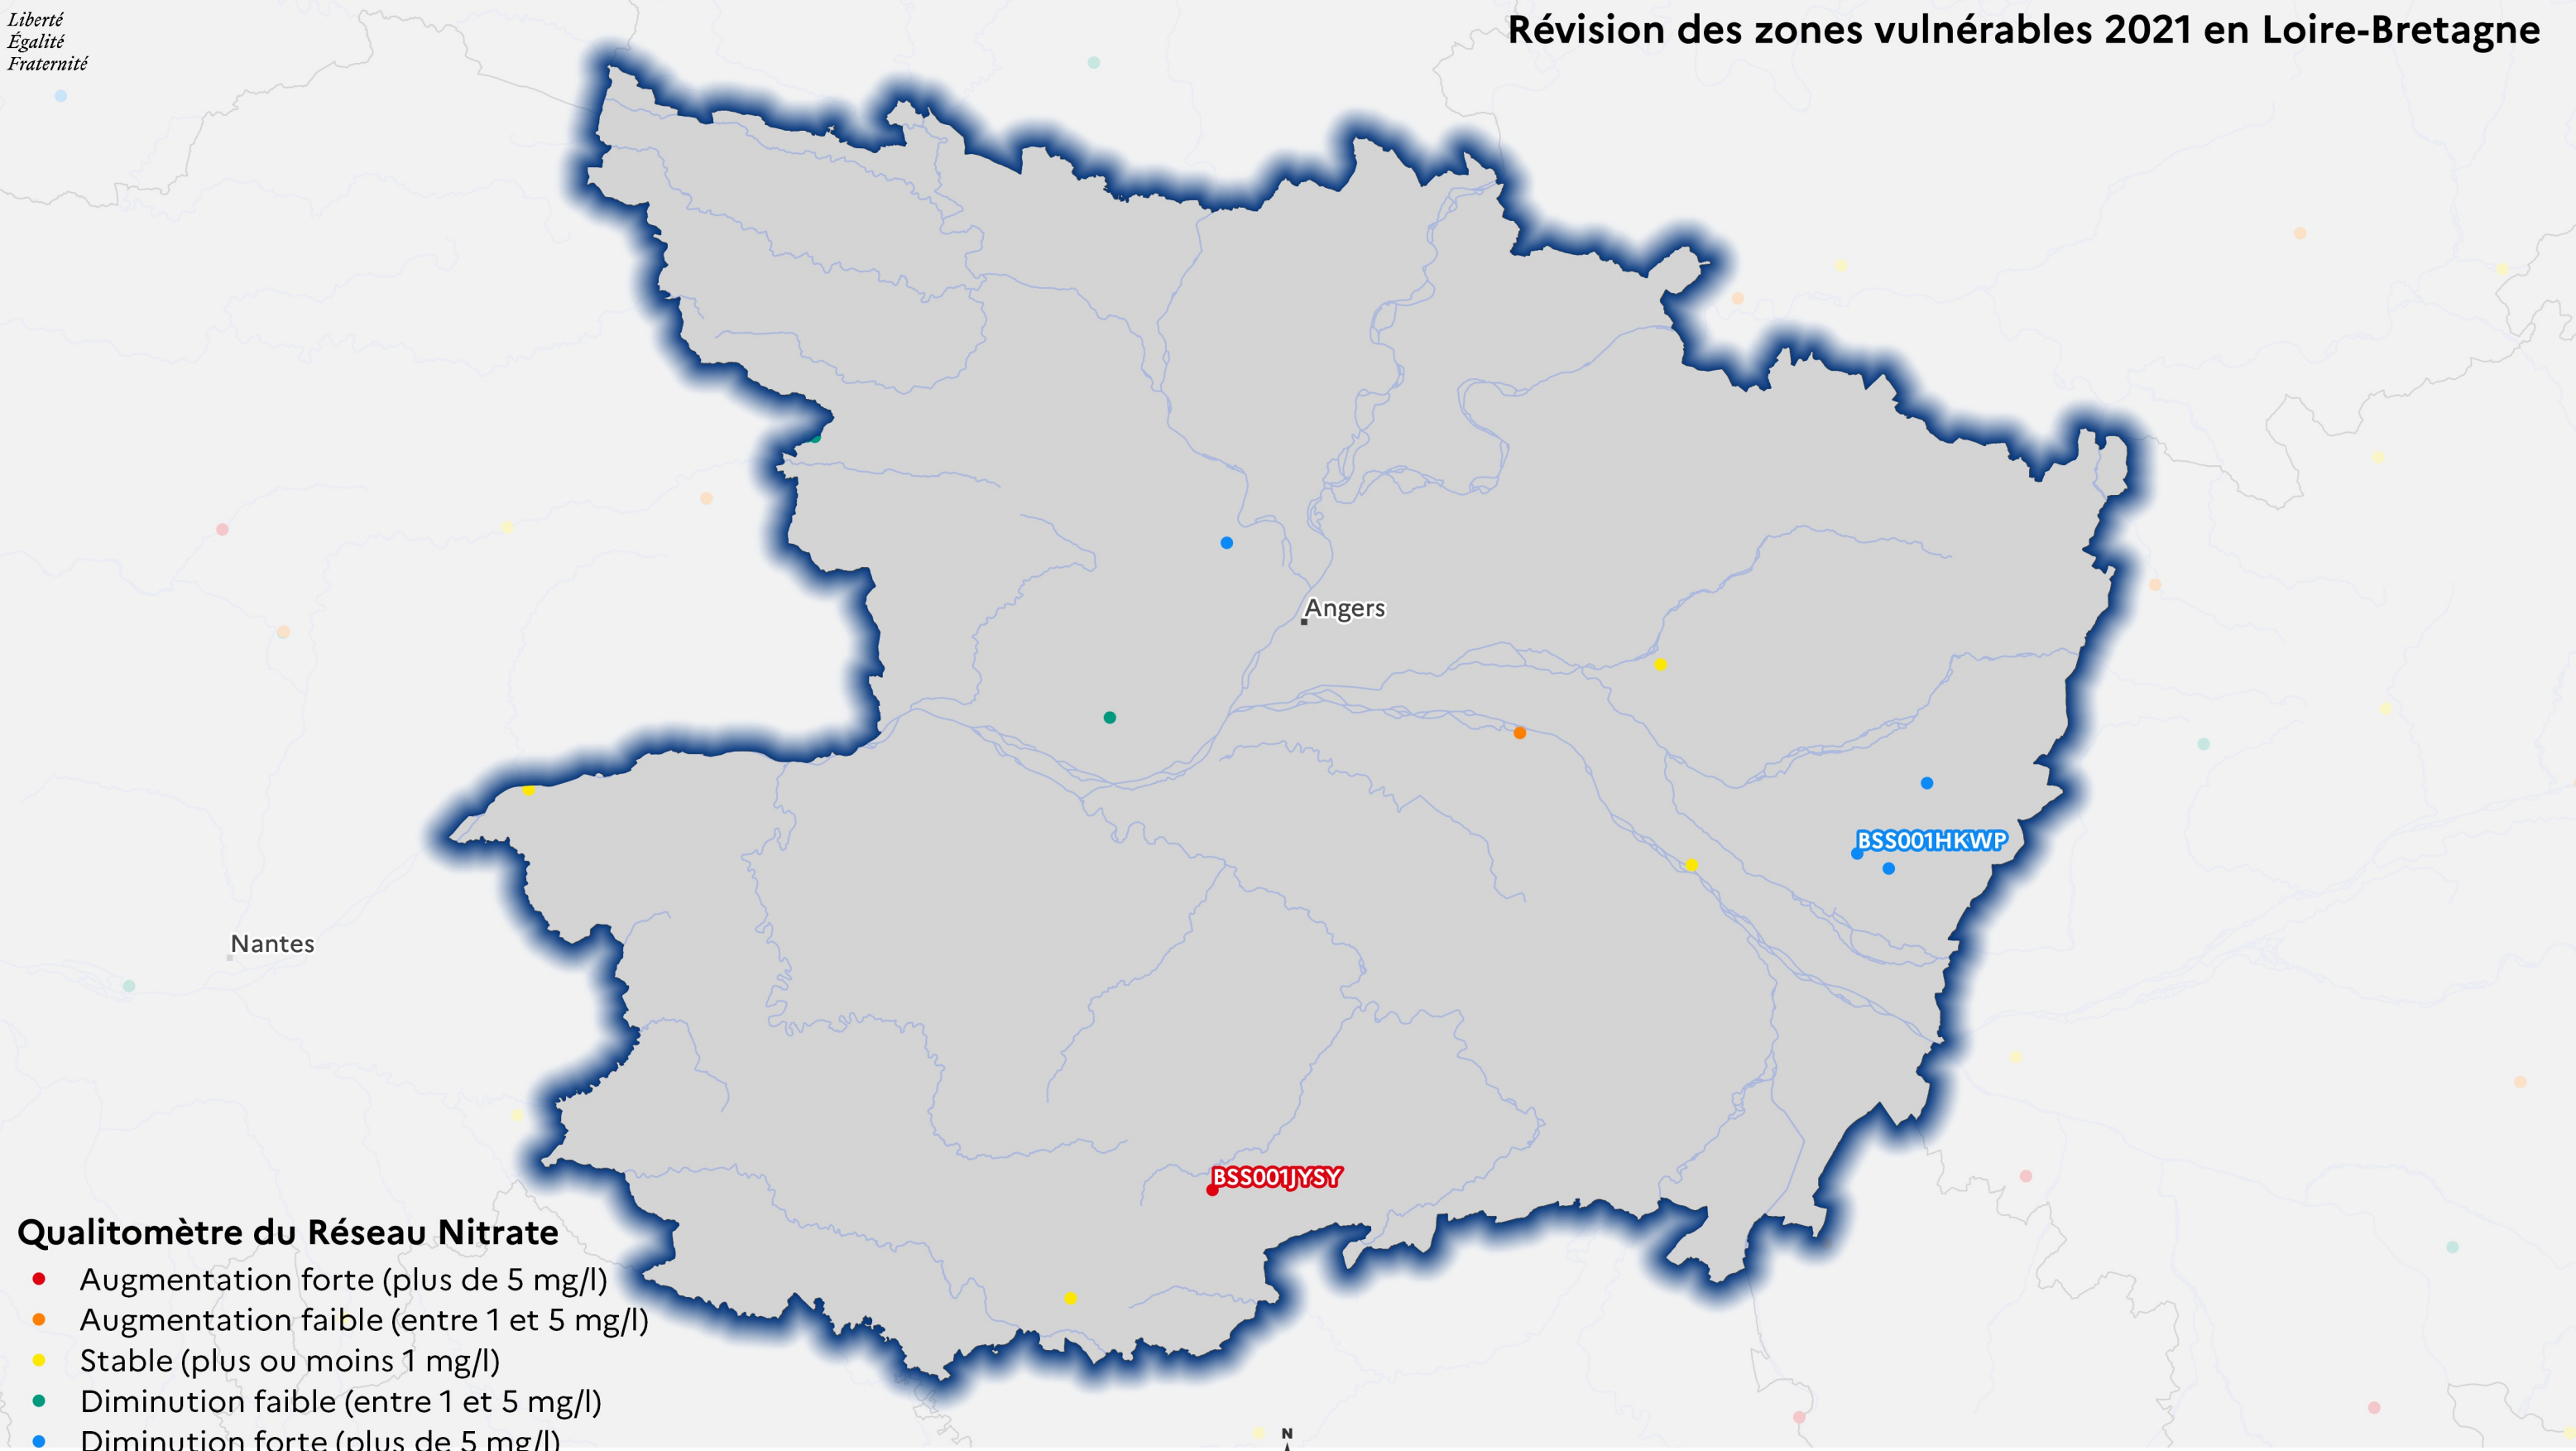 Liberté
Égalité
Fraternité
Révision des zones vulnérables 2021 en Loire-Bretagne
Angers
BSS001HKWP
Nantes
BSS001JYSY
Qualitomètre du Réseau Nitrate
Augmentation forte (plus de 5 mg/l)
Augmentation faible (entre 1 et 5 mg/l)
Stable (plus ou moins 1 mg/l)
Diminution faible (entre 1 et 5 mg/l)
Diminution forte (plus de 5 mg/l)
N